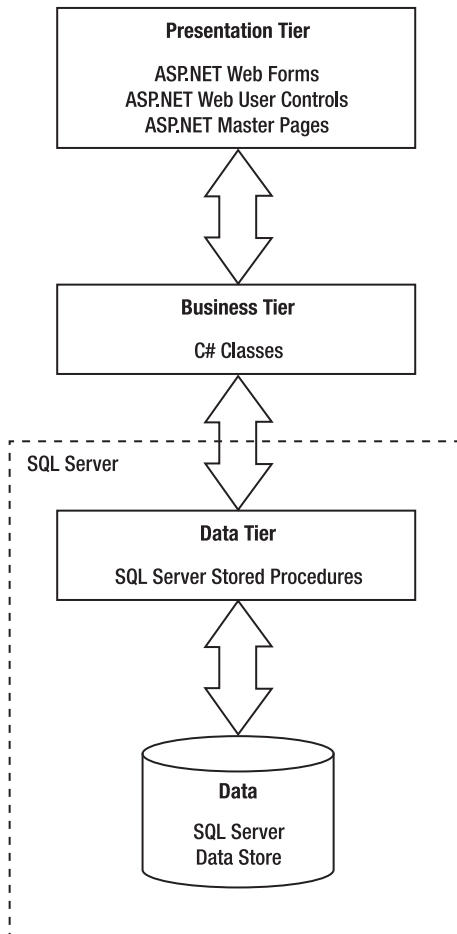 Presentation Tier
ASP.NET Web Forms
ASP.NET Web User Controls
ASP.NET Master Pages
Business Tier
C# Classes
SQL Server
Data Tier
SQL Server Stored Procedures
Data
SQL Server
Data Store